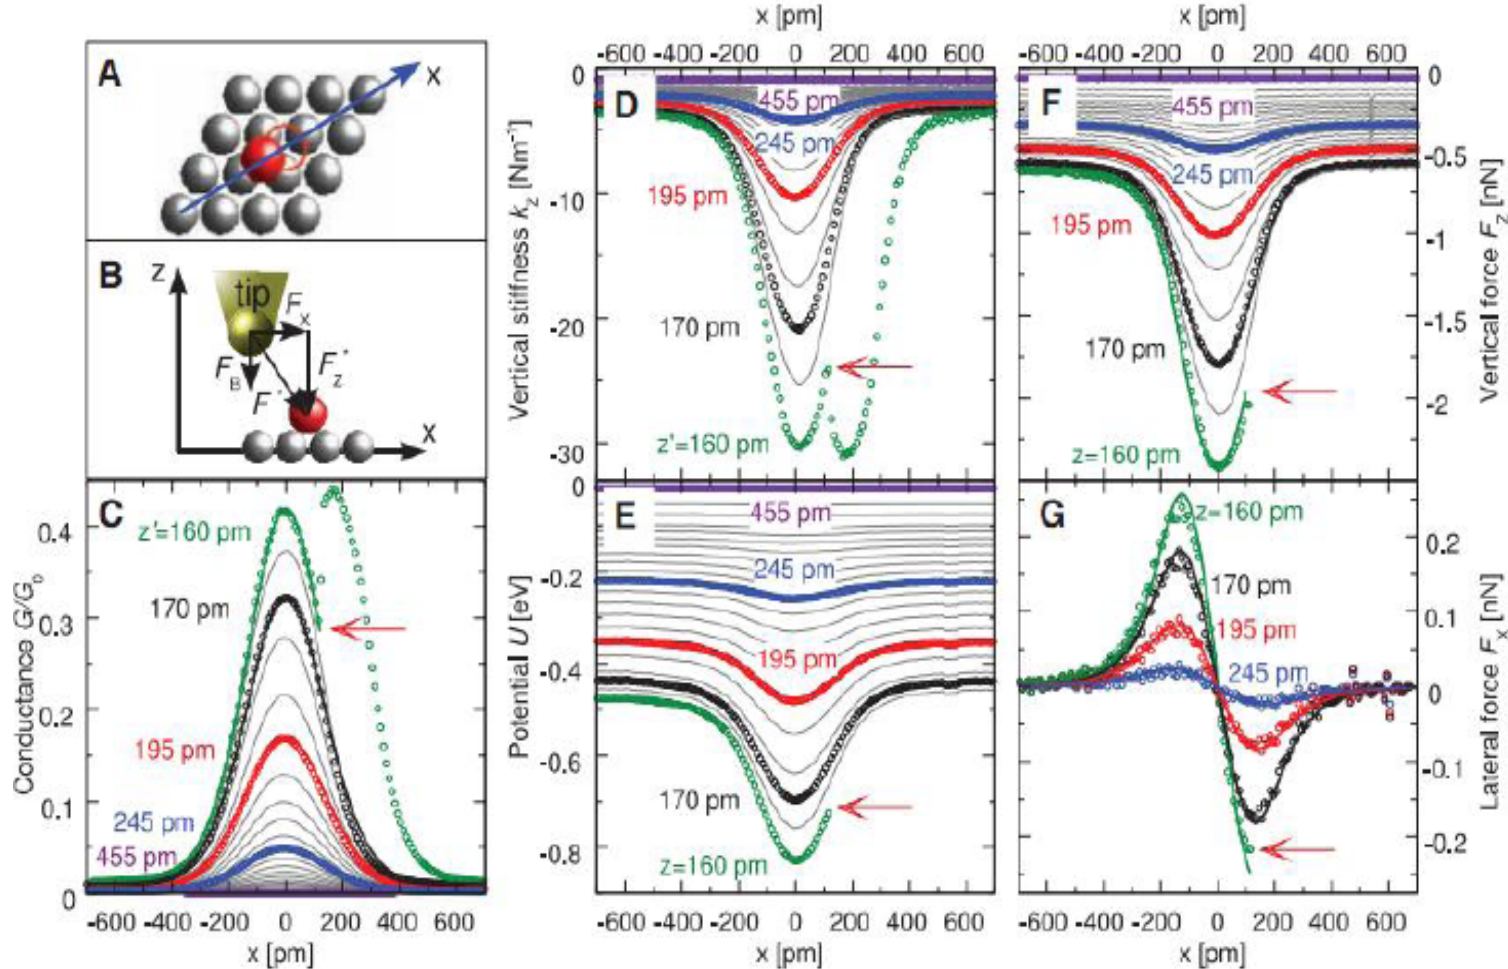 A
x
B
z
tip
Fx
FB
F*
Fz*
x
C
z'=160 pm
170 pm
195 pm
245 pm
455 pm
0.4
0.3
0.2
0.1
0
Conductance G/G0
-600 -400 -200 0 200 400 600
x [pm]
x [pm]
-600 -400 -200 0 200 400 600
D
455 pm
245 pm
195 pm
170 pm
z'=160 pm
0
-10
-20
-30
Vertical stiffness kz [Nm-1]
E
455 pm
245 pm
195 pm
170 pm
z=160 pm
0
-0.2
-0.4
-0.6
-0.8
Potential U [eV]
-600 -400 -200 0 200 400 600
x [pm]
x [pm]
-600 -400 -200 0 200 400 600
F
455 pm
245 pm
195 pm
170 pm
z=160 pm
0
-0.5
-1
-1.5
-2
Vertical force Fz [nN]
G
z=160 pm
170 pm
195 pm
245 pm
0.2
0.1
0
-0.1
-0.2
Lateral force Fx [nN]
-600 -400 -200 0 200 400 600
x [pm]